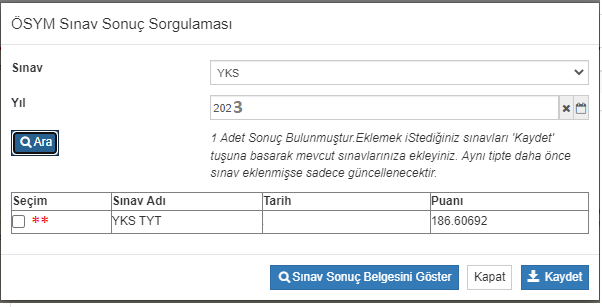 ÖSYM Sınav Sonuç Sorgulaması
Sınav
YKS
Yıl
2023
Ara
1 Adet Sonuç Bulunmuştur.Eklemek iStediğiniz sınavları 'Kaydet'
tuşuna basarak mevcut sınavlarınıza ekleyiniz. Aynı tipte daha önce
sınav eklenmişse sadece güncellenecektir.
Seçim Sınav Adı Tarih Puanı
** YKS TYT 186.60692
Sınav Sonuç Belgesini Göster Kapat Kaydet